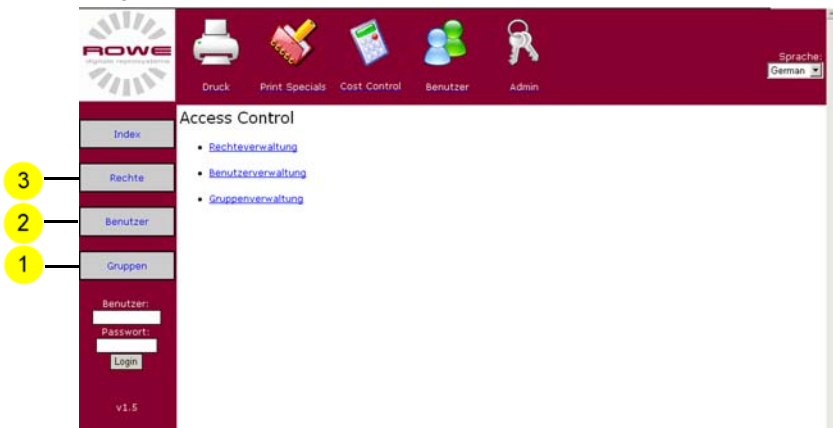 ROWE
digitale reprosysteme
Druck
Print Specials
Cost Control
Benutzer
Admin
Sprache:
German
Index
3
Rechte
2
Benutzer
1
Gruppen
Benutzer:
Passwort:
Login
v1.5
Access Control
Rechteverwaltung
Benutzerverwaltung
Gruppenverwaltung